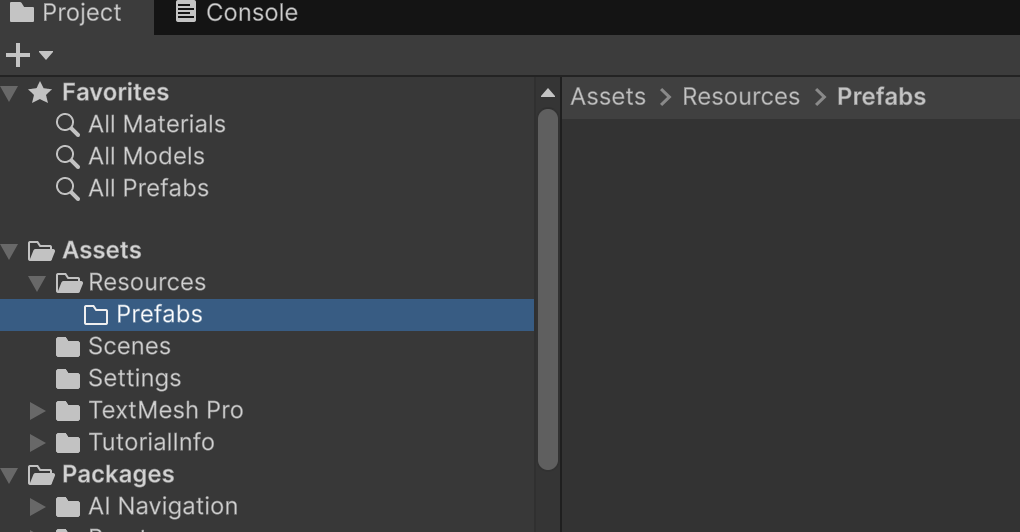 Project Console
Favorites
All Materials
All Models
All Prefabs
Assets
Resources
Prefabs
Scenes
Settings
TextMesh Pro
TutorialInfo
Packages
AI Navigation
Assets > Resources > Prefabs